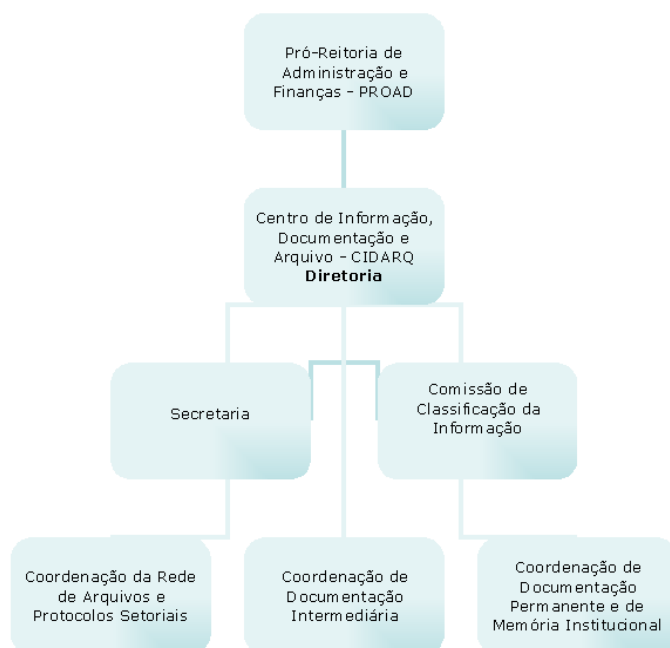 Pró-Reitoria de
Administração e
Finanças - PROAD
Centro de Informação,
Documentação e
Arquivo - CIDARQ
Diretoria
Secretaria
Comissão de
Classificação da
Informação
Coordenação da Rede
de Arquivos e
Protocolos Setoriais
Coordenação de
Documentação
Intermediária
Coordenação de
Documentação
Permanente e de
Memória Institucional